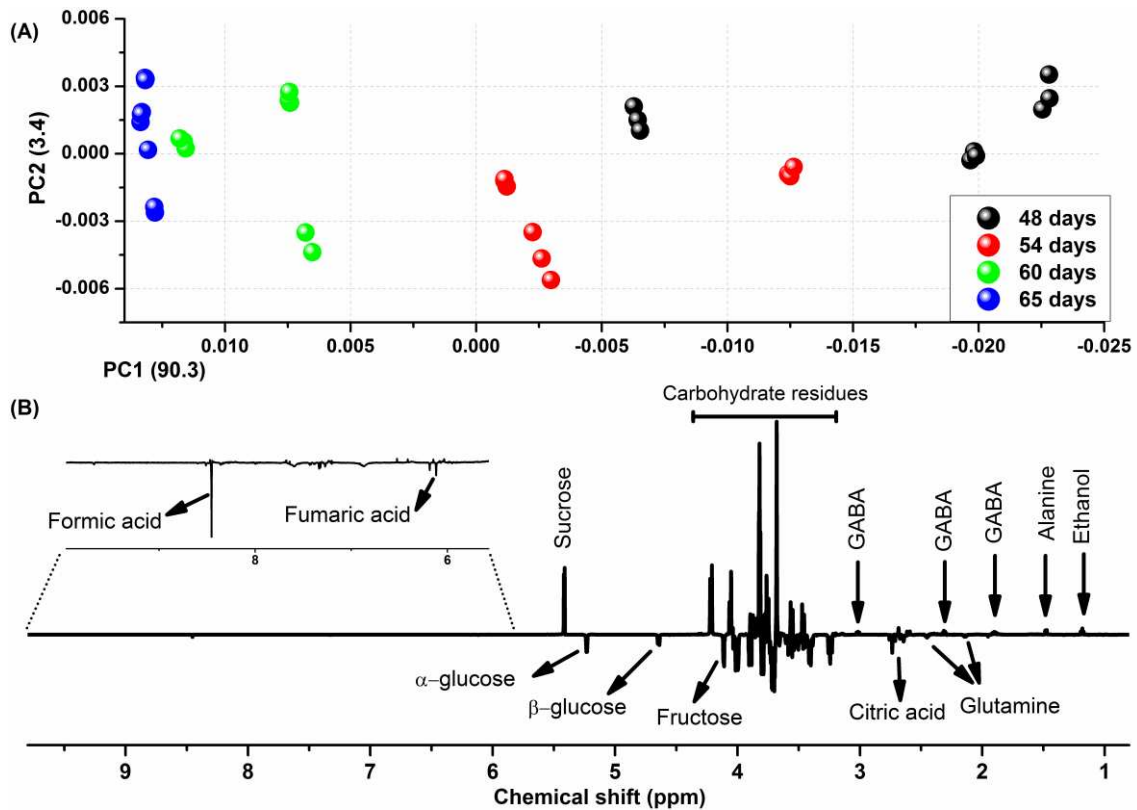 (A)
PC2 (3.4)
0.006
0.003
0.000
-0.003
-0.006
48 days
54 days
60 days
65 days
0.010 0.005 0.000 -0.005 -0.010 -0.015 -0.020 -0.025
PC1 (90.3)
(B)
Carbohydrate residues
Formic acid
Fumaric acid
8 6
Sucrose
GABA
GABA
GABA
Alanine
Ethanol
α–glucose
β–glucose
Fructose
Citric acid
Glutamine
9 8 7 6 5 4 3 2 1
Chemical shift (ppm)